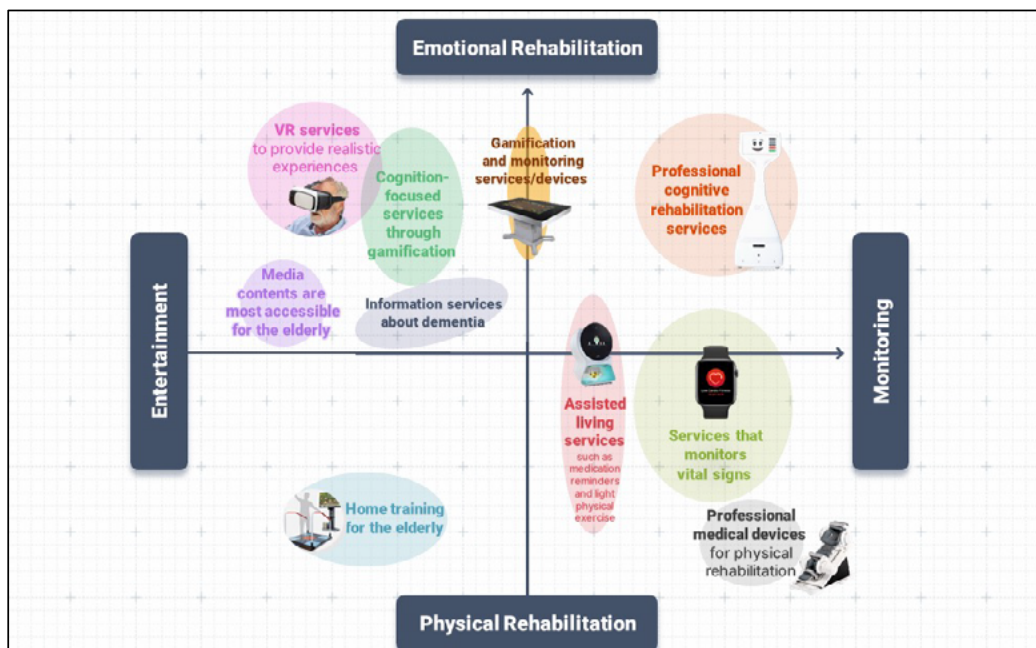 Emotional Rehabilitation
VR services
to provide realistic
experiences
Cognition-
focused
services
through
gamification
Gamification
and monitoring
services/devices
Professional
cognitive
rehabilitation
services
Entertainment
Media
contents are
most accessible
for the elderly
Information services
about dementia
Monitoring
Assisted
living
services
such as
medication
reminders
and light
physical
exercise
Services that
monitors
vital signs
Home training
for the elderly
Professional
medical devices
for physical
rehabilitation
Physical Rehabilitation